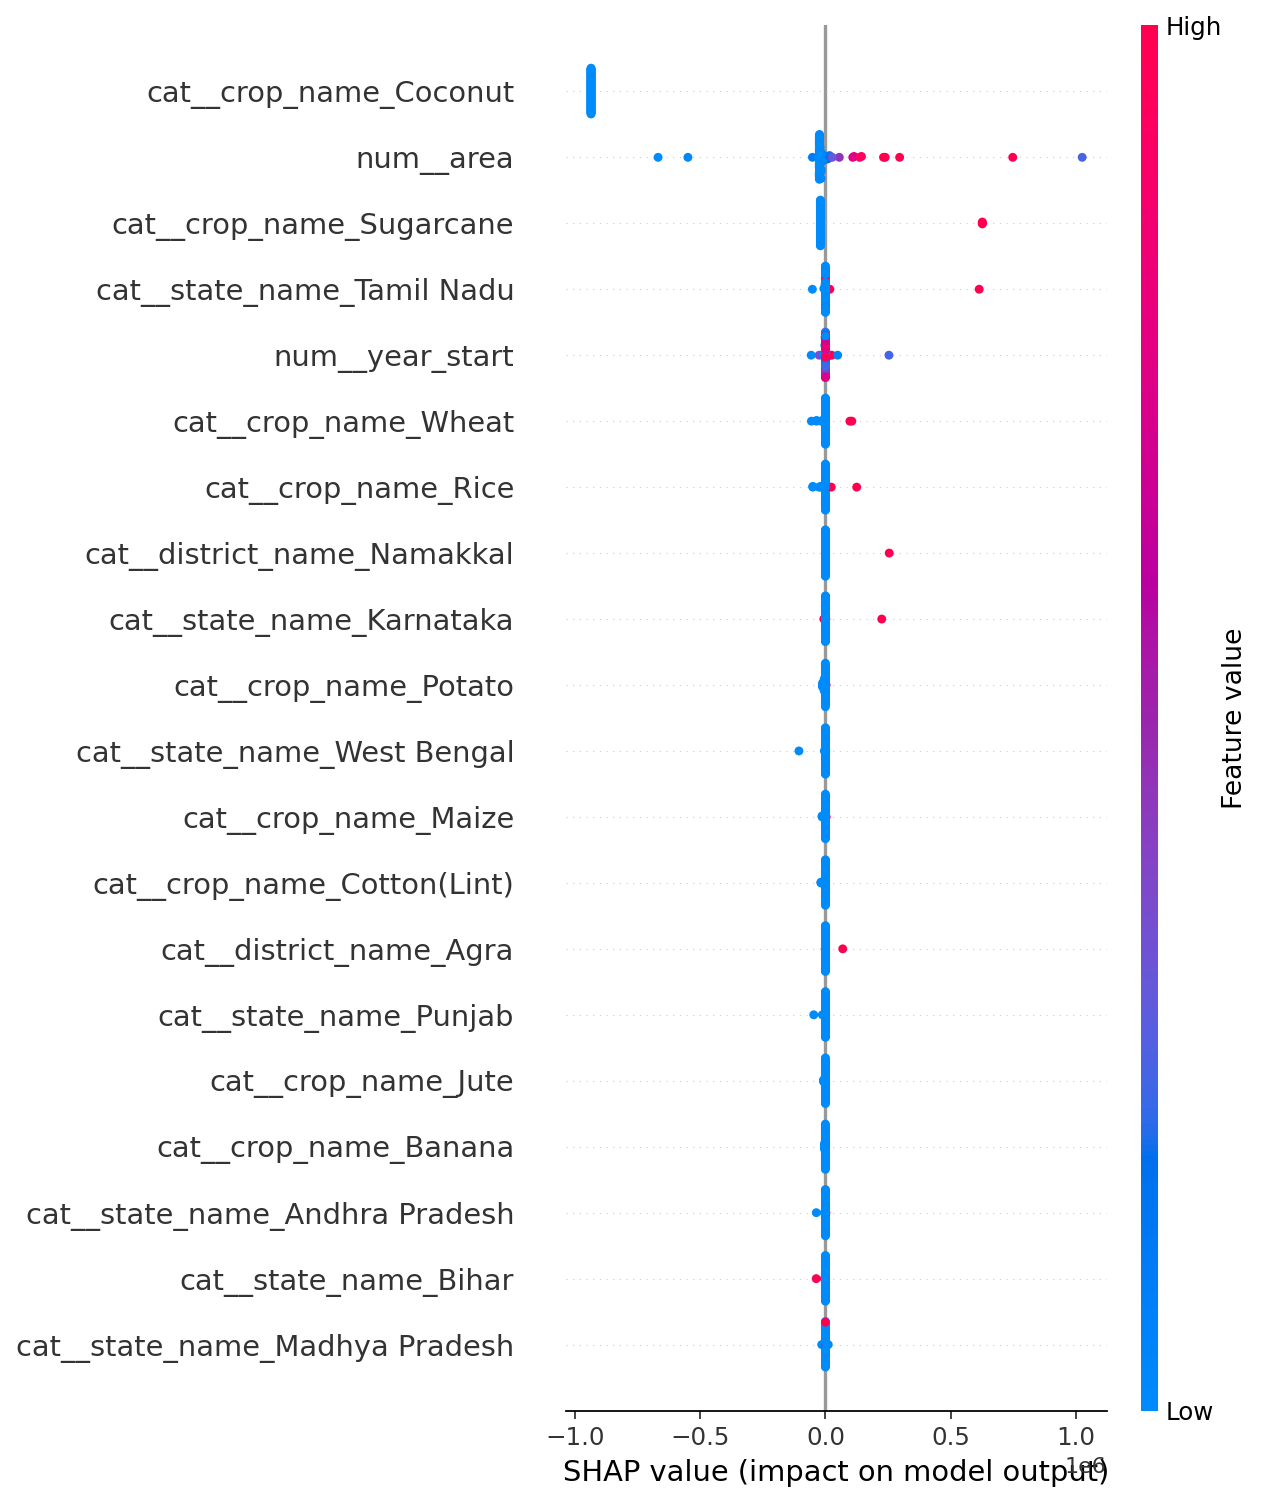 High
cat__crop_name_Coconut
num__area
cat__crop_name_Sugarcane
cat__state_name_Tamil Nadu
num__year_start
cat__crop_name_Wheat
cat__crop_name_Rice
cat__district_name_Namakkal
cat__state_name_Karnataka
cat__crop_name_Potato
cat__state_name_West Bengal
cat__crop_name_Maize
cat__crop_name_Cotton(Lint)
cat__district_name_Agra
cat__state_name_Punjab
cat__crop_name_Jute
cat__crop_name_Banana
cat__state_name_Andhra Pradesh
cat__state_name_Bihar
cat__state_name_Madhya Pradesh
Feature value
Low
−1.0 −0.5 0.0 0.5 1.0
1e6
SHAP value (impact on model output)